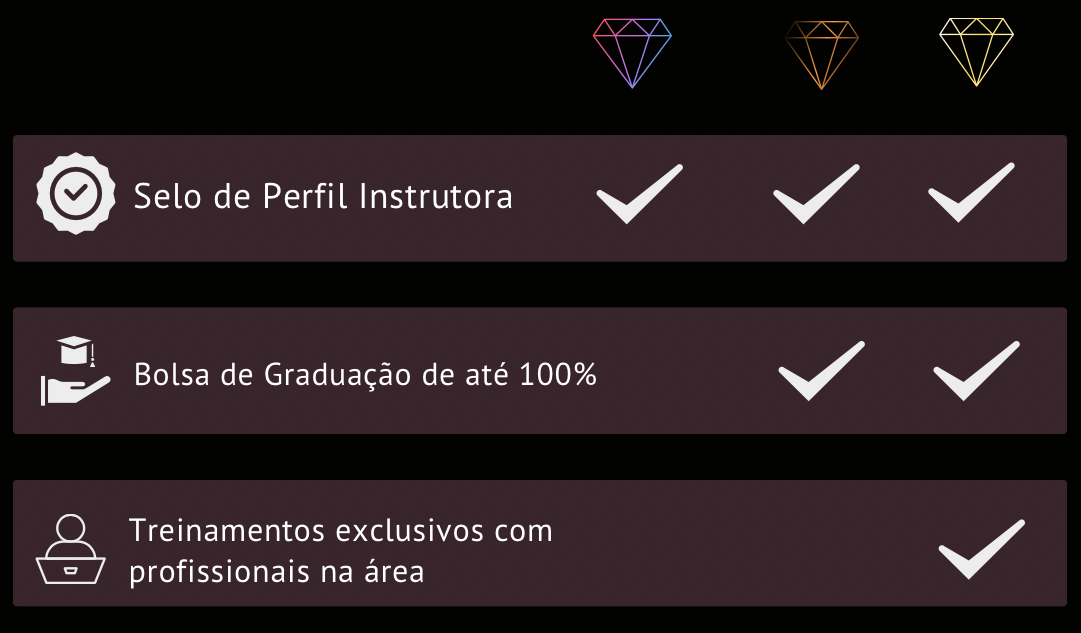 Selo de Perfil Instrutora
Bolsa de Graduação de até 100%
Treinamentos exclusivos com
profissionais na área